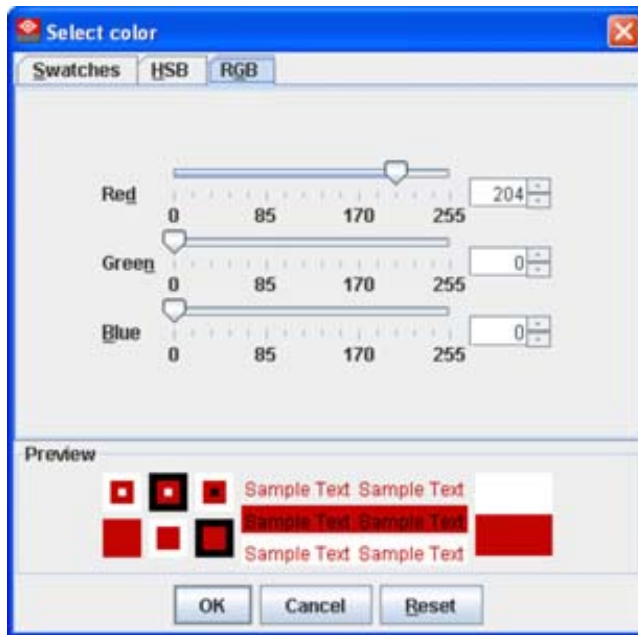 Select color
Swatches HSB RGB
Red 204
0 85 170 255
Green 0
0 85 170 255
Blue 0
0 85 170 255
Preview
Sample Text Sample Text
Sample Text Sample Text
Sample Text Sample Text
OK Cancel Reset